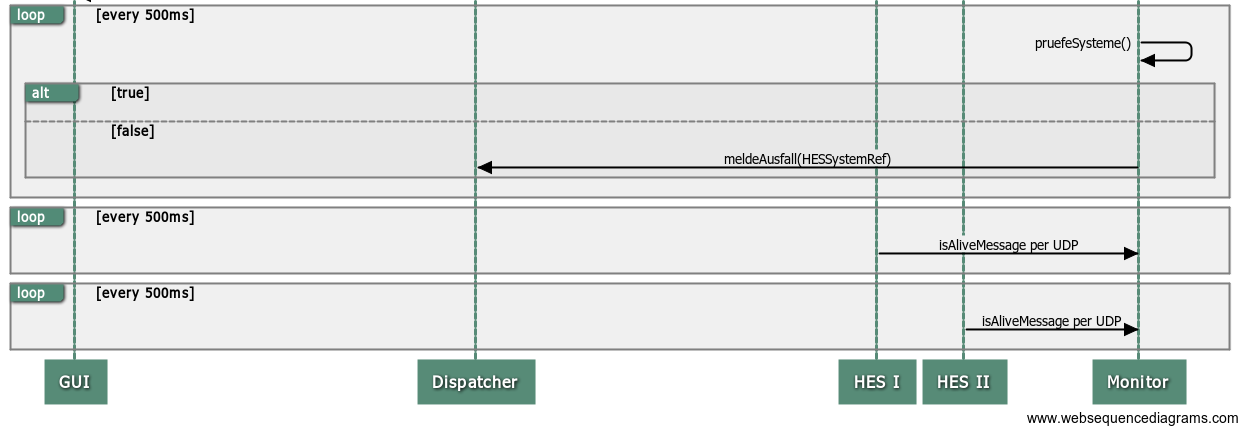 loop [every 500ms]
pruefeSysteme()
alt [true]
[false]
meldeAusfall(HESSystemRef)
loop [every 500ms]
isAliveMessage per UDP
loop [every 500ms]
isAliveMessage per UDP
GUI Dispatcher HES I HES II Monitor
www.websequencediagrams.com